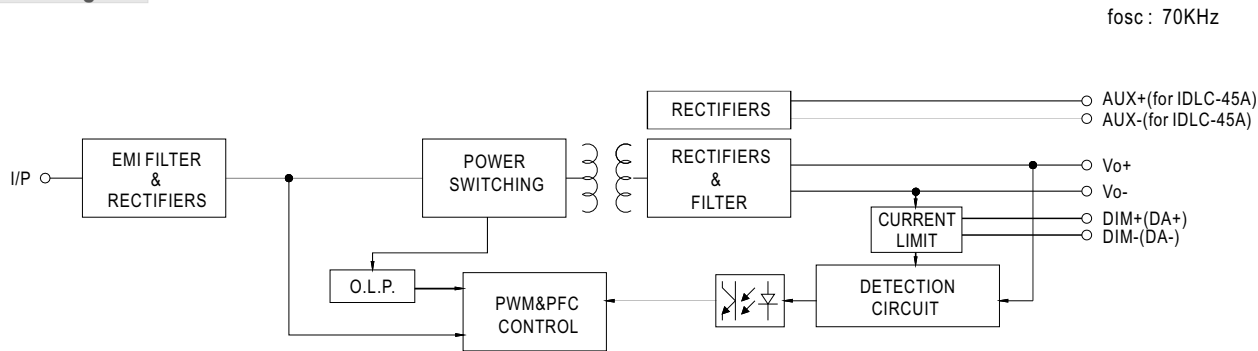 fosc : 70KHz
RECTIFIERS
AUX+(for IDLC-45A)
AUX-(for IDLC-45A)
I/P
EMI FILTER
&
RECTIFIERS
POWER
SWITCHING
RECTIFIERS
&
FILTER
Vo+
Vo-
CURRENT
LIMIT
DIM+(DA+)
DIM-(DA-)
O.L.P.
PWM&PFC
CONTROL
DETECTION
CIRCUIT